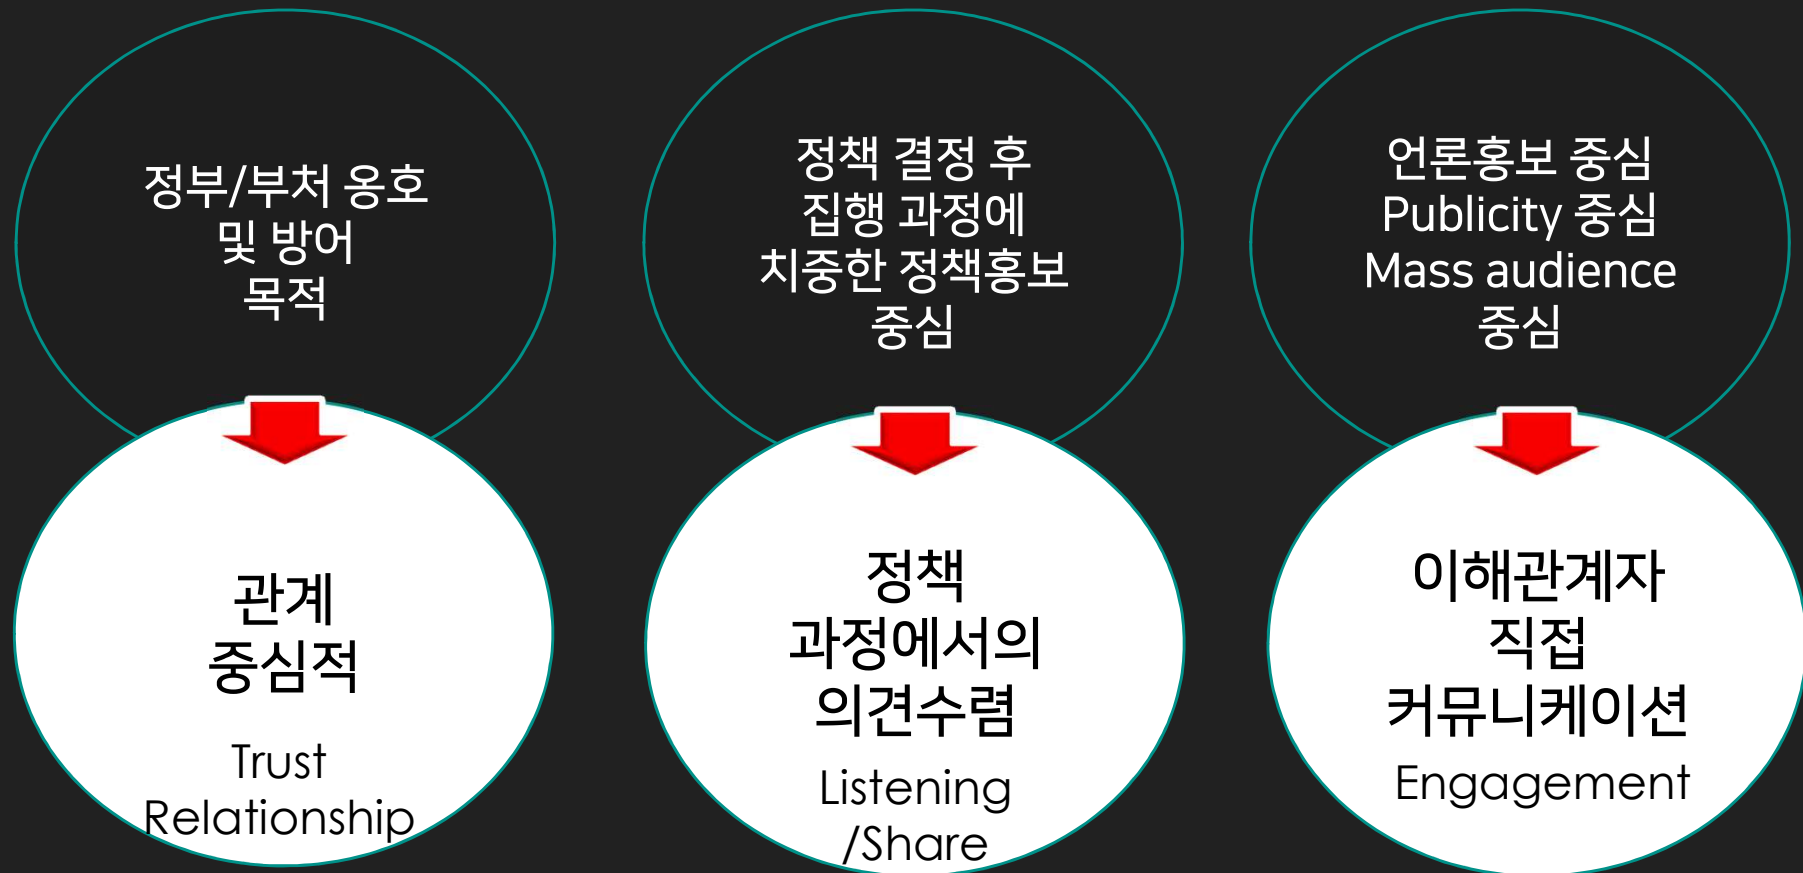 정부/부처 옹호
및 방어
목적
정책 결정 후
집행 과정에
치중한 정책홍보
중심
언론홍보 중심
Publicity 중심
Mass audience
중심
관계
중심적
Trust
Relationship
정책
과정에서의
의견수렴
Listening
/Share
이해관계자
직접
커뮤니케이션
Engagement